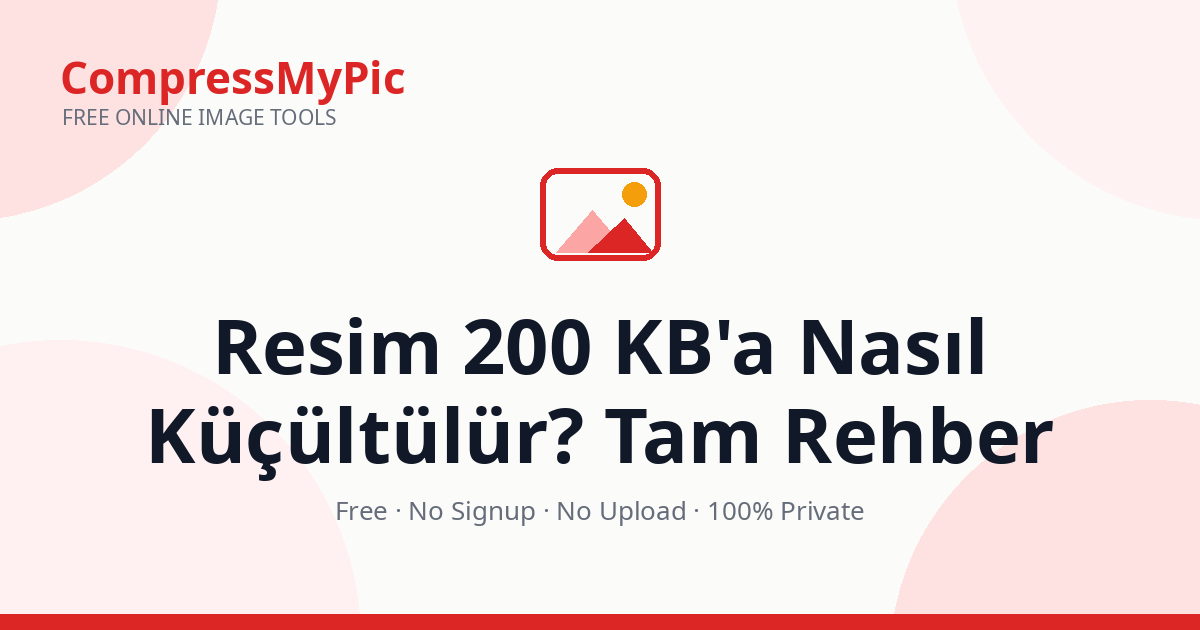 CompressMyPic
FREE ONLINE IMAGE TOOLS
Resim 200 KB'a Nasıl
Küçültülür? Tam Rehber
Free · No Signup · No Upload · 100% Private